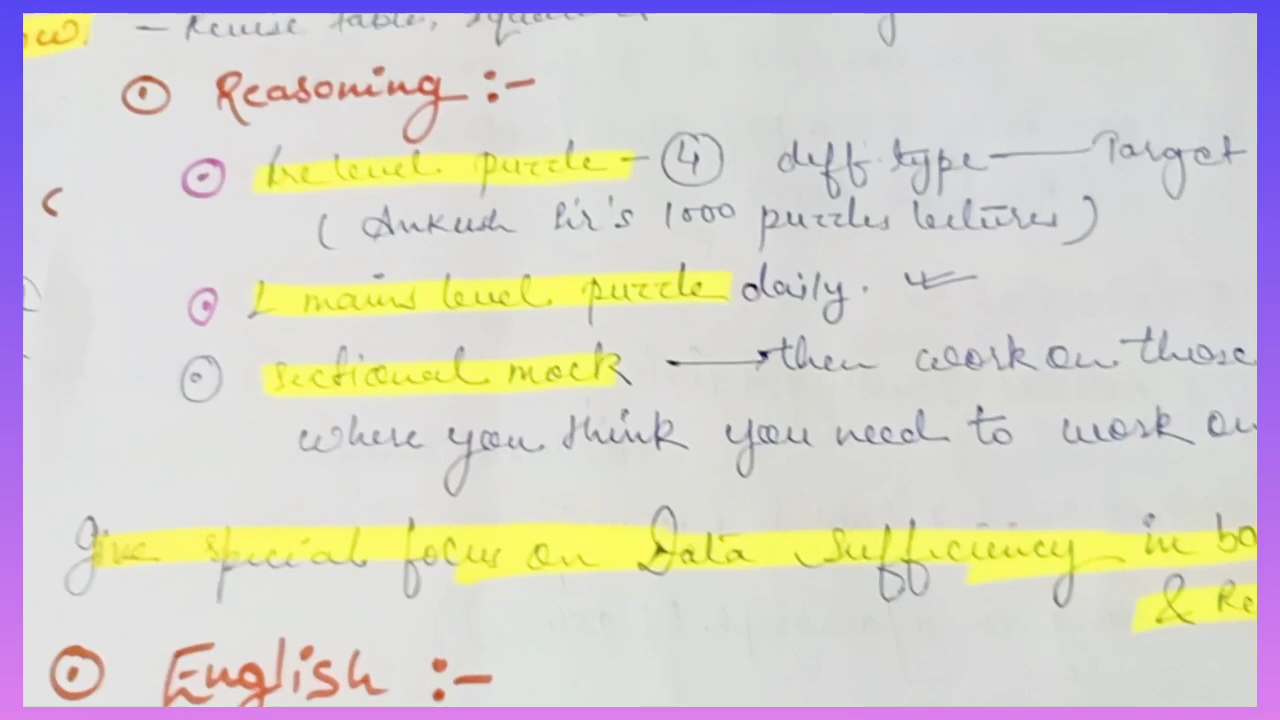 - Revise table,
⊙ Reasoning :-
⊙ Pre level puzzle - ④ diff. type — Target
( Ankush Sir's 1000 puzzles lectures )
⊙ 1 mains level puzzle daily.
⊙ sectional mock → then work on those
where you think you need to work on
Give special focus on Data Sufficiency in bo
& Re
⊙ English :-